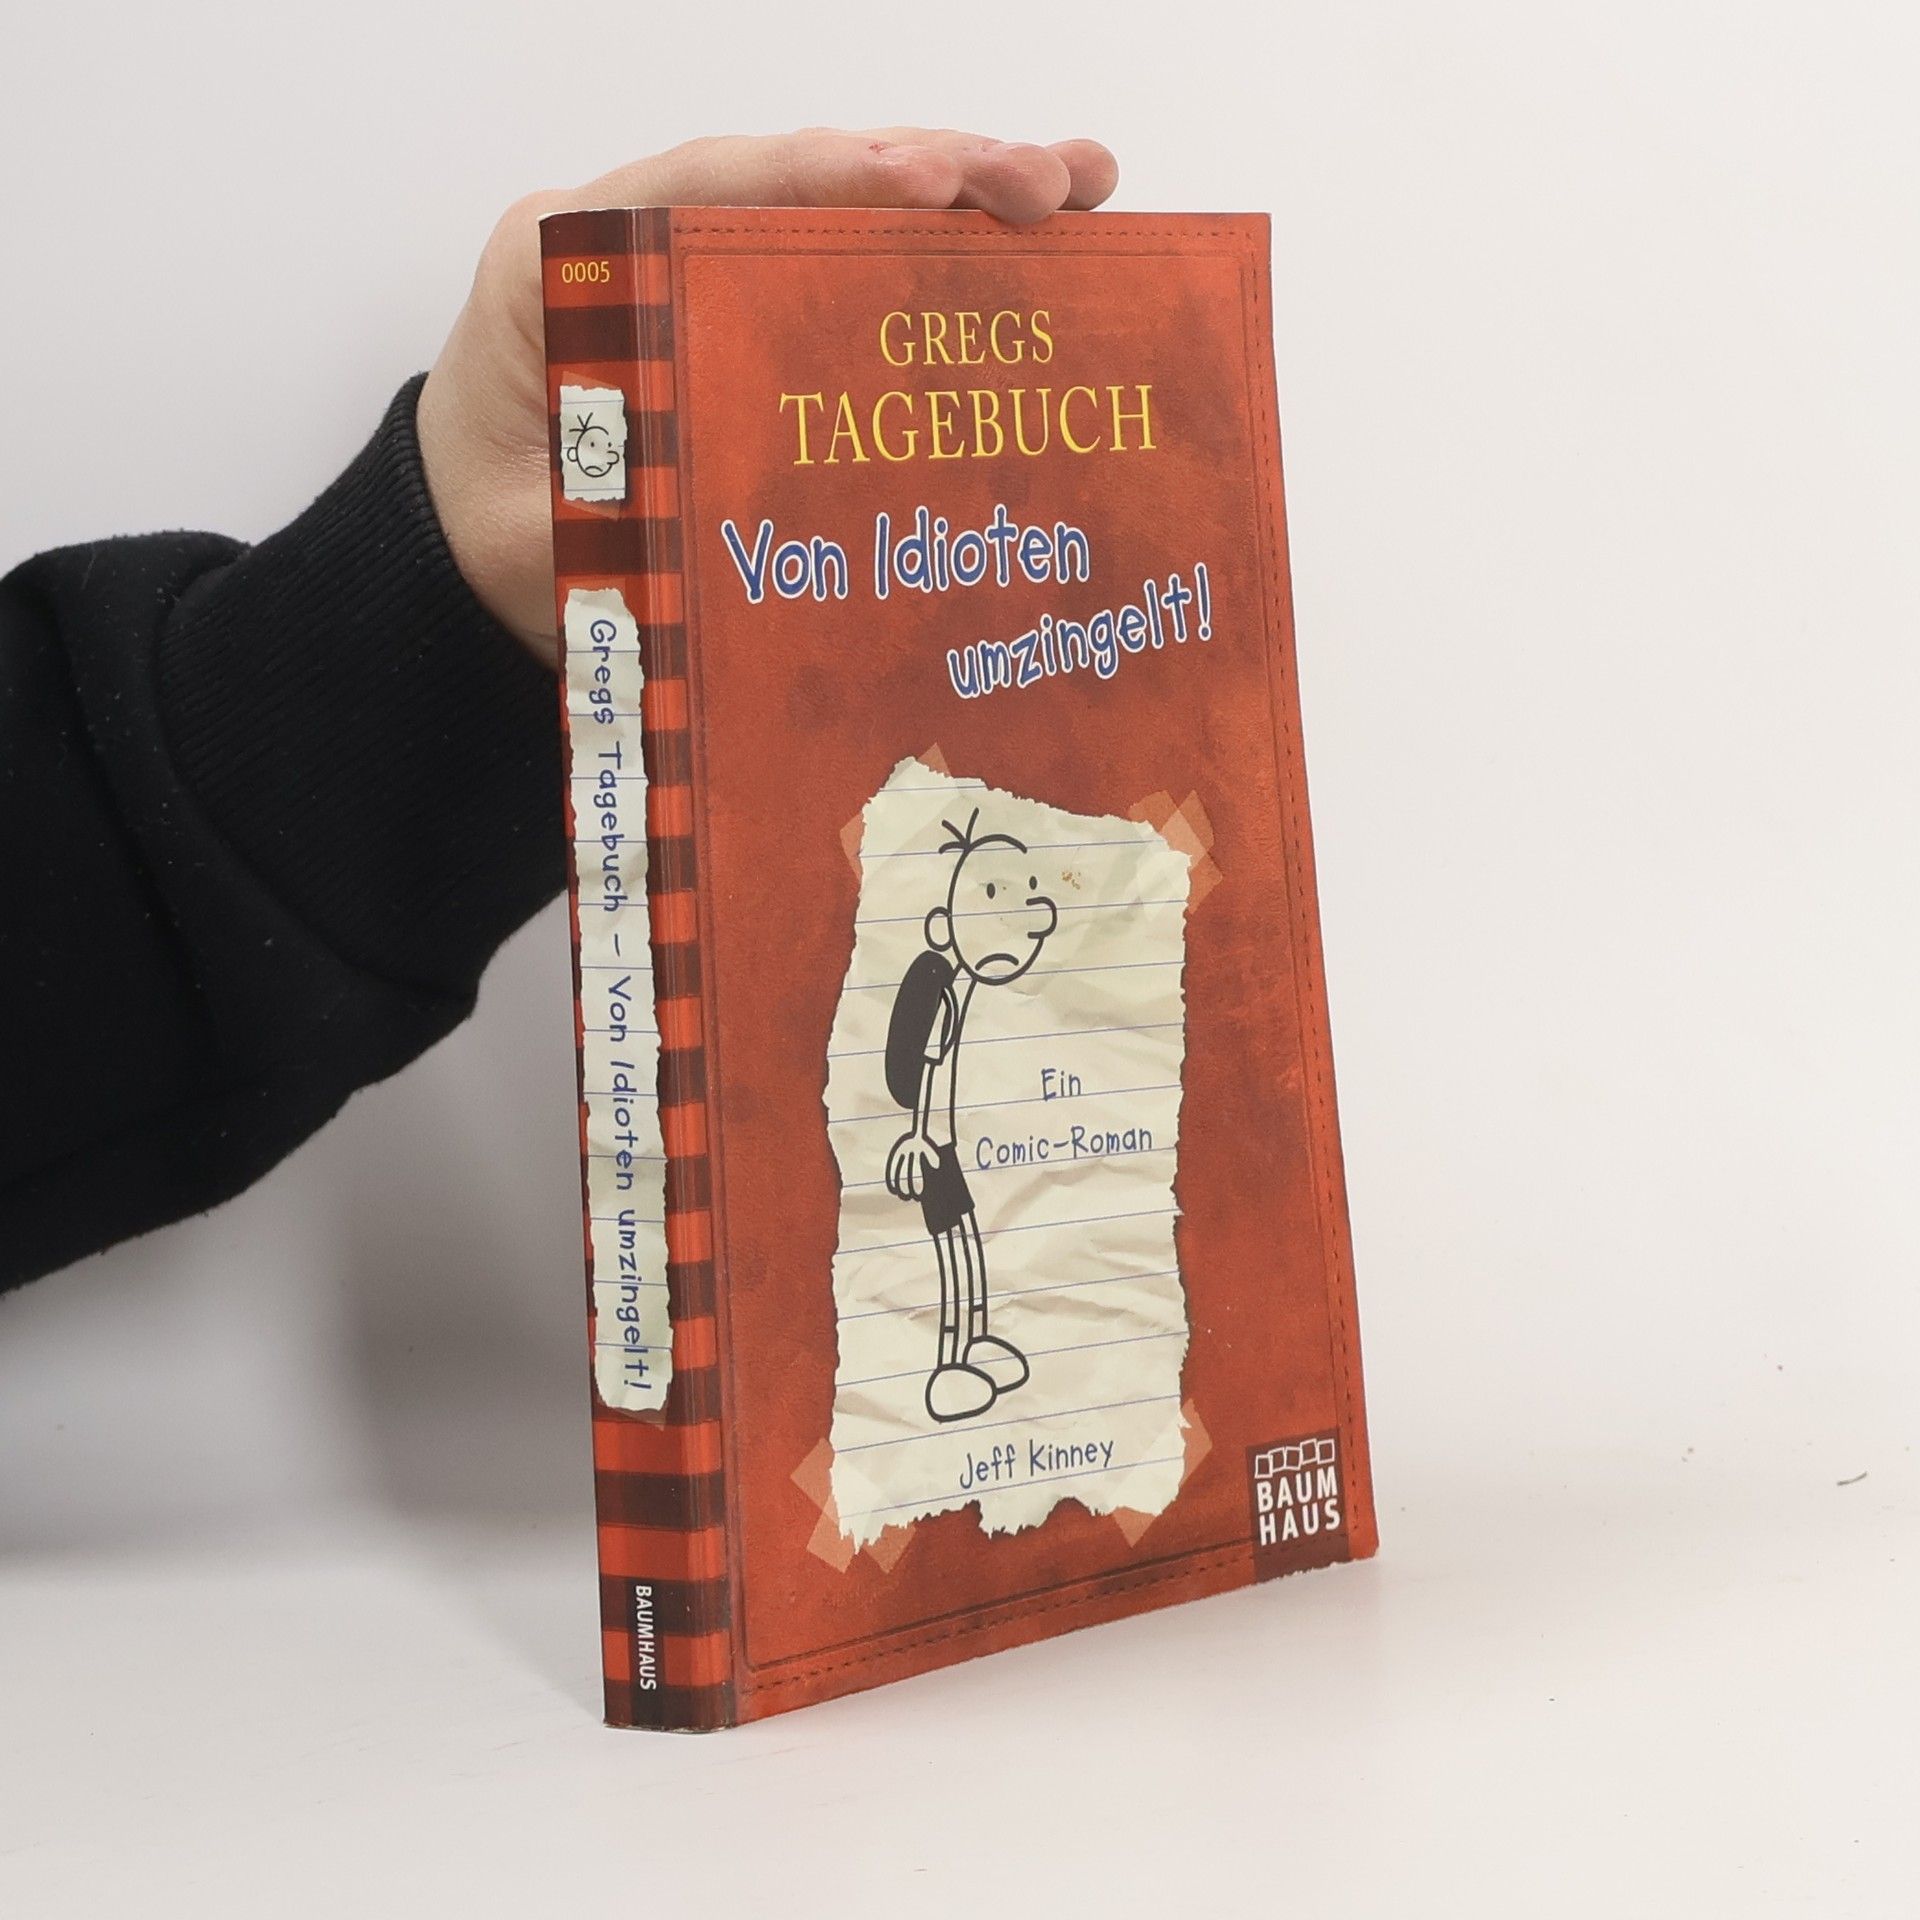 0005
Gregs Tagebuch – Von Idioten umzingelt!
BAUMHAUS
GREGS
TAGEBUCH
Von Idioten
umzingelt!
Ein
Comic-Roman
Jeff Kinney
BAUM
HAUS